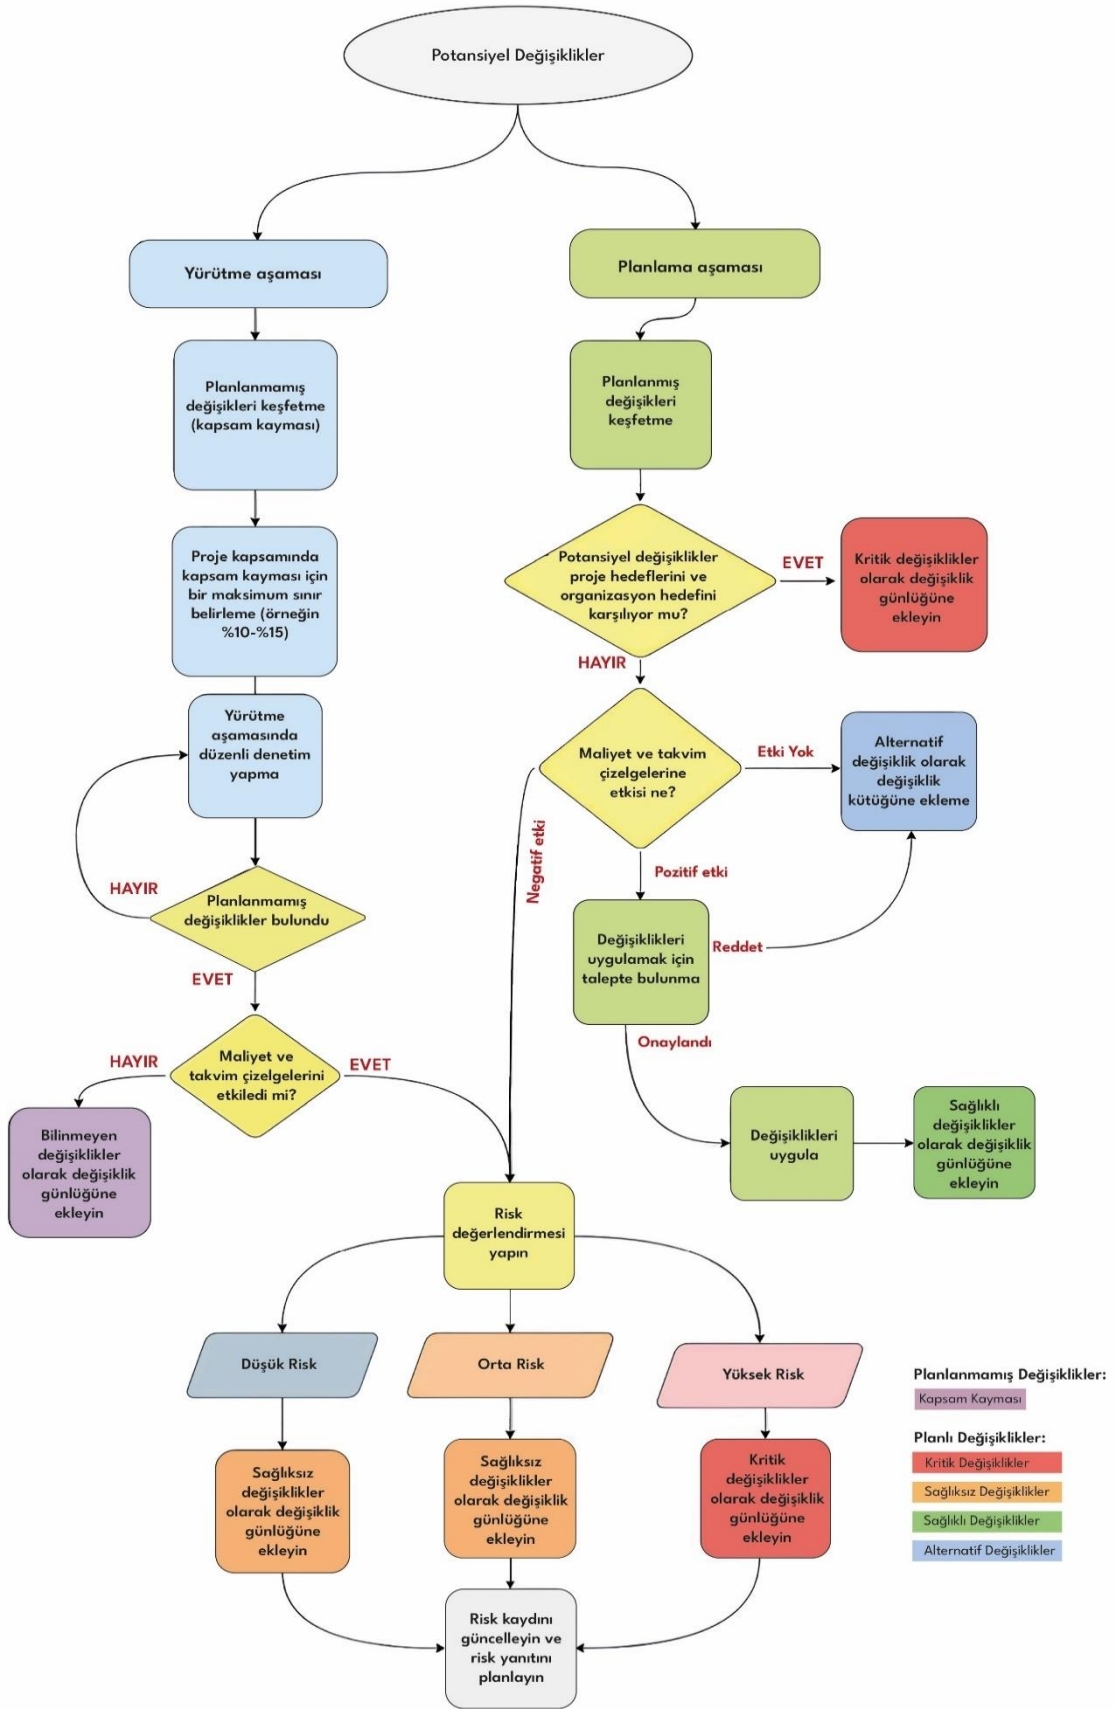 Potansiyel Değişiklikler
Yürütme aşaması
Planlanmamış
değişikleri keşfetme
(kapsam kayması)
Proje kapsamında
kapsam kayması için
bir maksimum sınır
belirleme (örneğin
%10-%15)
Yürütme
aşamasında
düzenli denetim
yapma
HAYIR
Planlanmamış
değişiklikler bulundu
EVET
HAYIR
Maliyet ve
takvim çizelgelerini
etkiledi mi?
EVET
Bilinmeyen
değişiklikler
olarak değişiklik
günlüğüne
ekleyin
Planlama aşaması
Planlanmış
değişikleri
keşfetme
Potansiyel değişiklikler
proje hedeflerini ve
organizasyon hedefini
karşılıyor mu?
EVET
Kritik değişiklikler
olarak değişiklik
günlüğüne
ekleyin
HAYIR
Maliyet ve takvim
çizelgelerine
etkisi ne?
Etki Yok
Alternatif
değişiklik olarak
değişiklik
kütüğüne ekleme
Negatif etki
Pozitif etki
Değişiklikleri
uygulamak için
talepte bulunma
Reddet
Onaylandı
Değişiklikleri
uygula
Sağlıklı
değişiklikler
olarak değişiklik
günlüğüne
ekleyin
Risk
değerlendirmesi
yapın
Düşük Risk
Orta Risk
Yüksek Risk
Sağlıksız
değişiklikler
olarak değişiklik
günlüğüne
ekleyin
Sağlıksız
değişiklikler
olarak değişiklik
günlüğüne
ekleyin
Kritik
değişiklikler
olarak değişiklik
günlüğüne
ekleyin
Risk kaydını
güncelleyin ve
risk yanıtını
planlayın
Planlanmamış Değişiklikler:
Kapsam Kayması
Planlı Değişiklikler:
Kritik Değişiklikler
Sağlıksız Değişiklikler
Sağlıklı Değişiklikler
Alternatif Değişiklikler